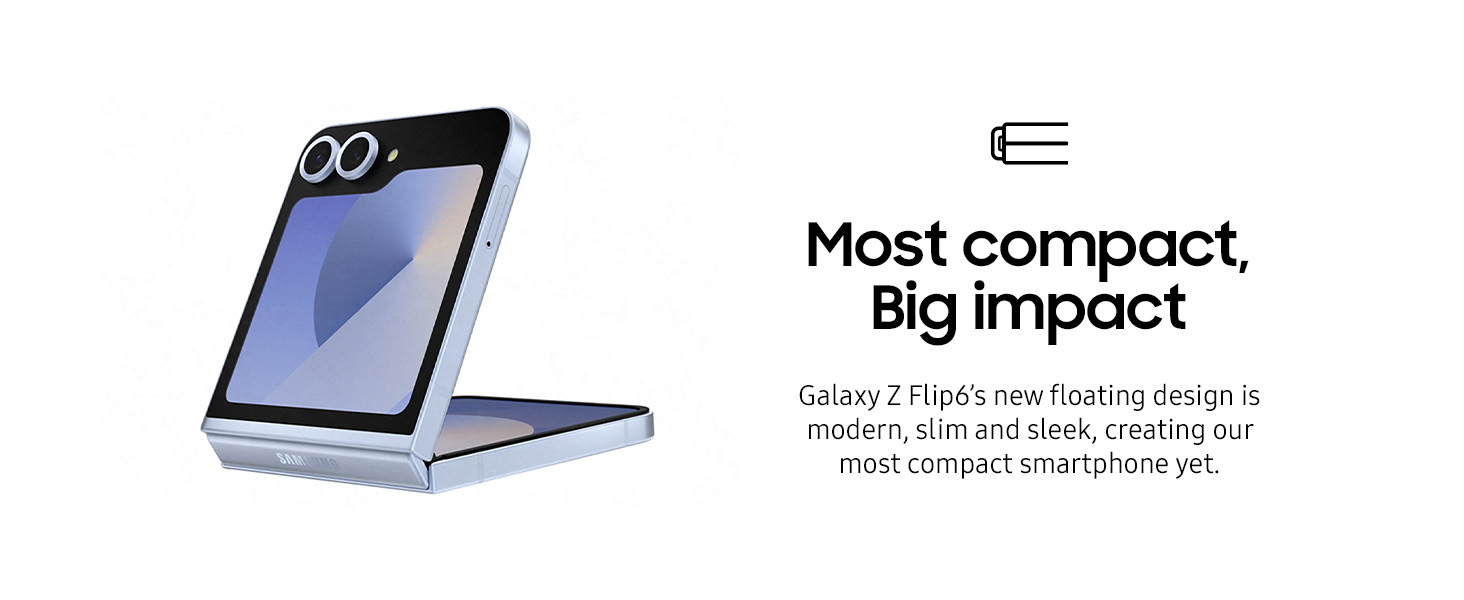 SAMSUNG
Most compact,
Big impact
Galaxy Z Flip6’s new floating design is
modern, slim and sleek, creating our
most compact smartphone yet.